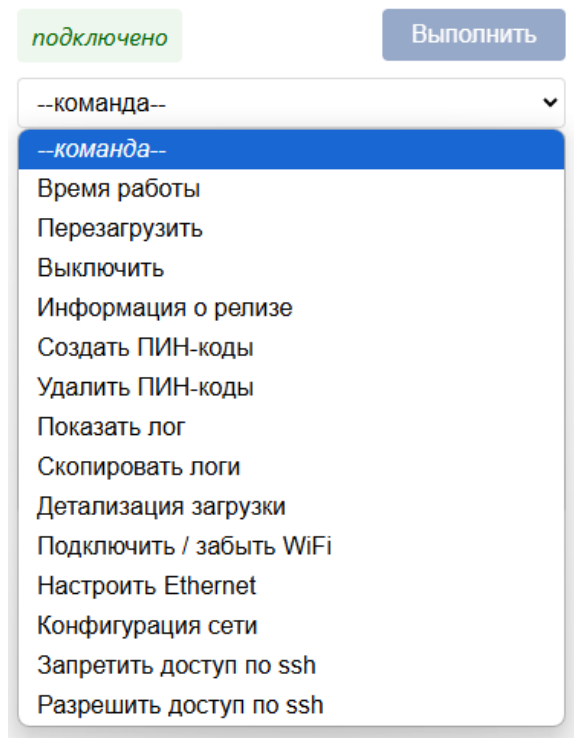 подключено
Выполнить
--команда--
--команда--
Время работы
Перезагрузить
Выключить
Информация о релизе
Создать ПИН-коды
Удалить ПИН-коды
Показать лог
Скопировать логи
Детализация загрузки
Подключить / забыть WiFi
Настроить Ethernet
Конфигурация сети
Запретить доступ по ssh
Разрешить доступ по ssh